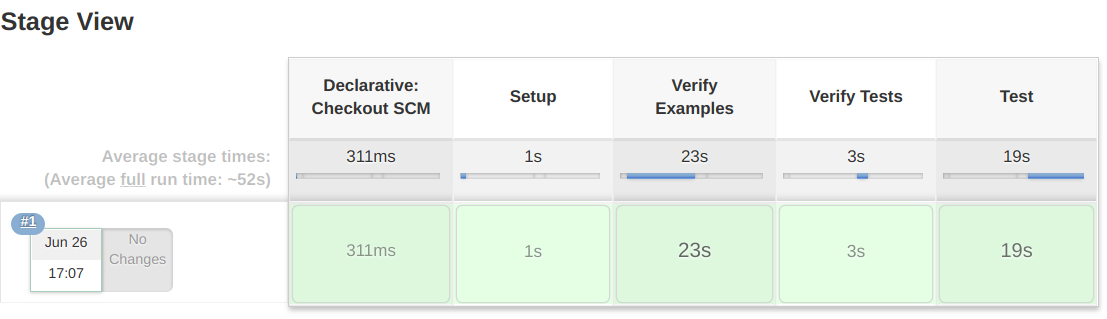 Stage View
Declarative:
Checkout SCM
Setup
Verify
Examples
Verify Tests
Test
Average stage times:
(Average full run time: ~52s)
311ms
1s
23s
3s
19s
#1
Jun 26
17:07
No
Changes
311ms
1s
23s
3s
19s